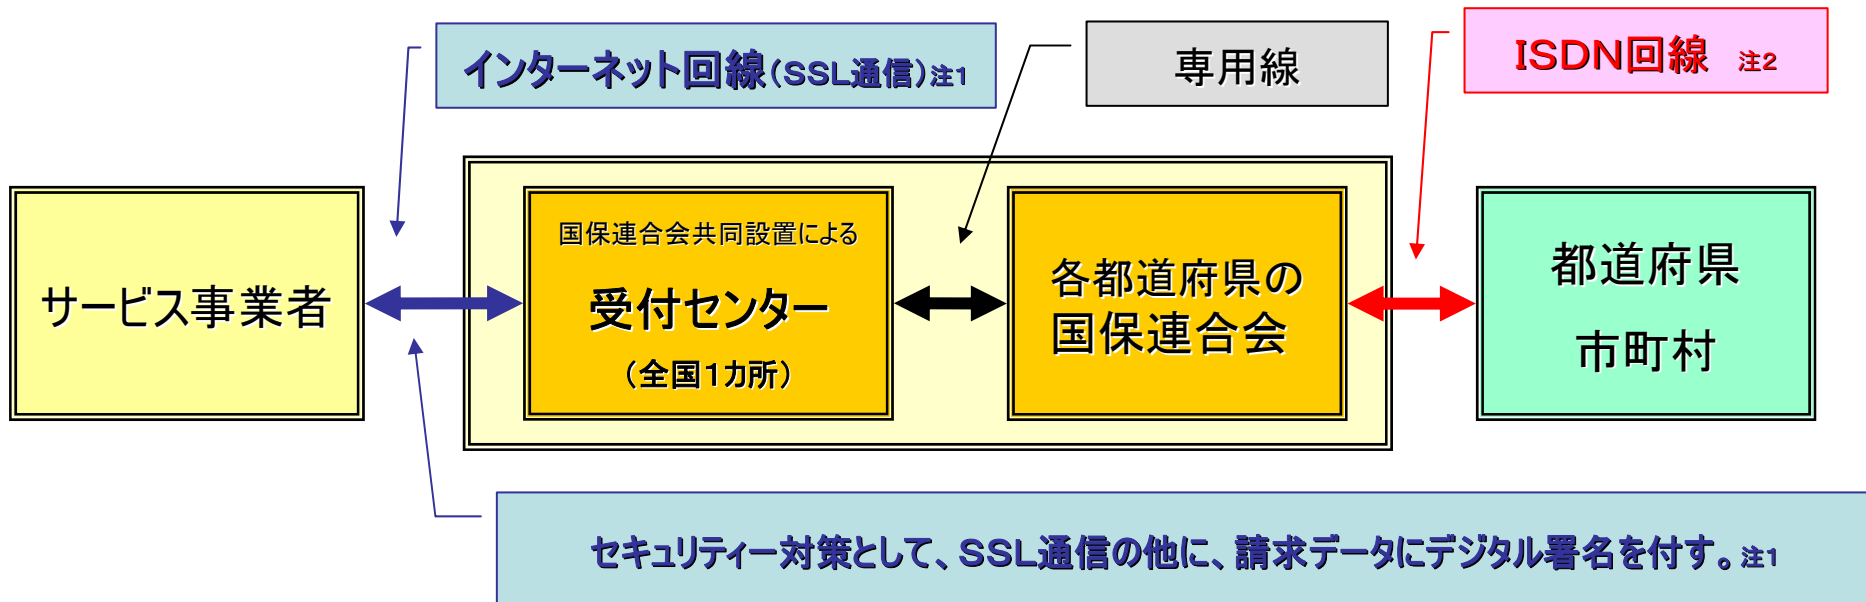 インターネット回線（SSL通信）注1
専用線
ISDN回線　注2
サービス事業者
国保連合会共同設置による
受付センター
（全国1カ所）
各都道府県の
国保連合会
都道府県
市町村
セキュリティー対策として、SSL通信の他に、請求データにデジタル署名を付す。注1